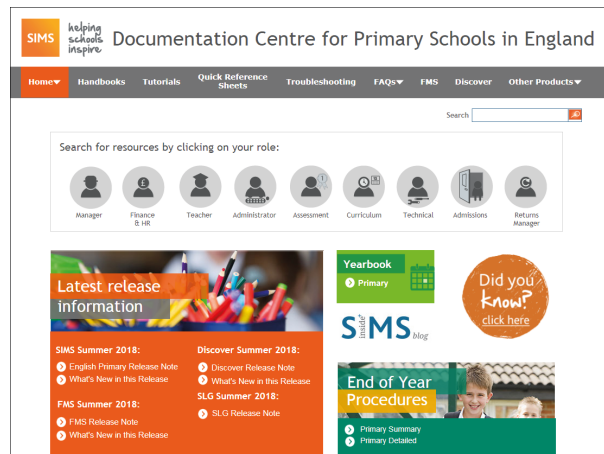 SIMS
helping
schools
inspire
Documentation Centre for Primary Schools in England
Home▾
Handbooks
Tutorials
Quick Reference
Sheets
Troubleshooting
FAQs▾
FMS
Discover
Other Products▾
Search
Search for resources by clicking on your role:
Manager
Finance
& HR
Teacher
Administrator
Assessment
Curriculum
Technical
Admissions
Returns
Manager
Latest release
information
SIMS Summer 2018:
English Primary Release Note
What's New in this Release
FMS Summer 2018:
FMS Release Note
What's New in this Release
Discover Summer 2018:
Discover Release Note
What's New in this Release
SLG Summer 2018:
SLG Release Note
Yearbook
Primary
inside SIMS blog
Did you
know?
click here
End of Year
Procedures
Primary Summary
Primary Detailed